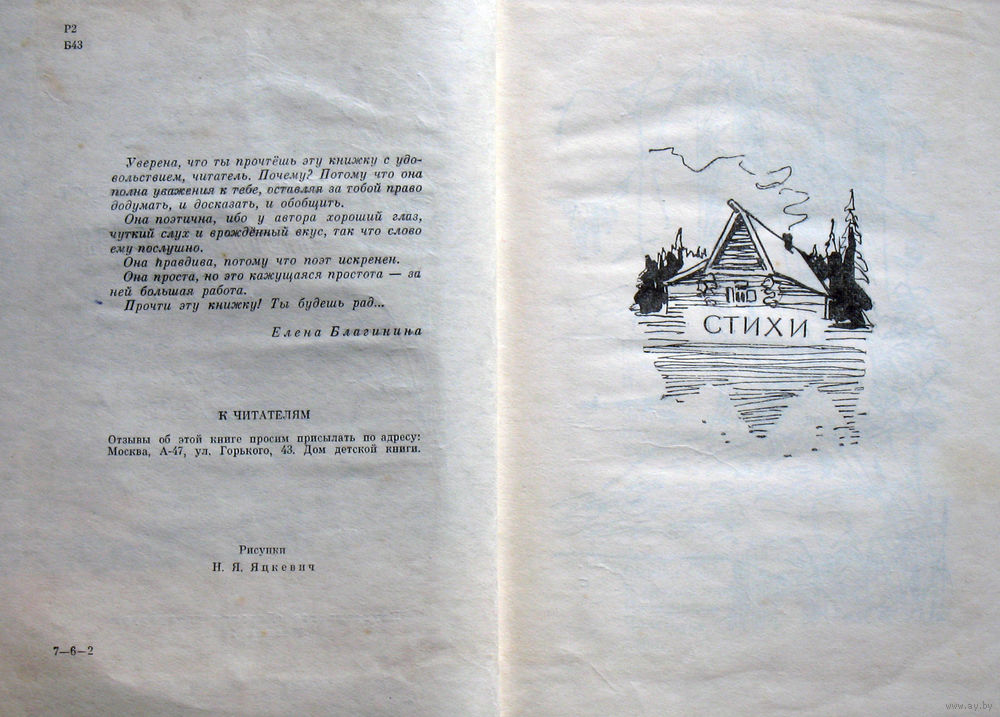 Р2
Б43
Уверена, что ты прочтёшь эту книжку с удо-
вольствием, читатель. Почему? Потому что она
полна уважения к тебе, оставляя за тобой право
додумать, и досказать, и обобщить.
Она поэтична, ибо у автора хороший глаз,
чуткий слух и врождённый вкус, так что слово
ему послушно.
Она правдива, потому что поэт искренен.
Она проста, но это кажущаяся простота — за
ней большая работа.
Прочти эту книжку! Ты будешь рад...
Елена Благинина
К ЧИТАТЕЛЯМ
Отзывы об этой книге просим присылать по адресу:
Москва, А-47, ул. Горького, 43. Дом детской книги.
Рисунки
Н. Я. Яцкевич
7—6—2
СТИХИ
www.ay.by